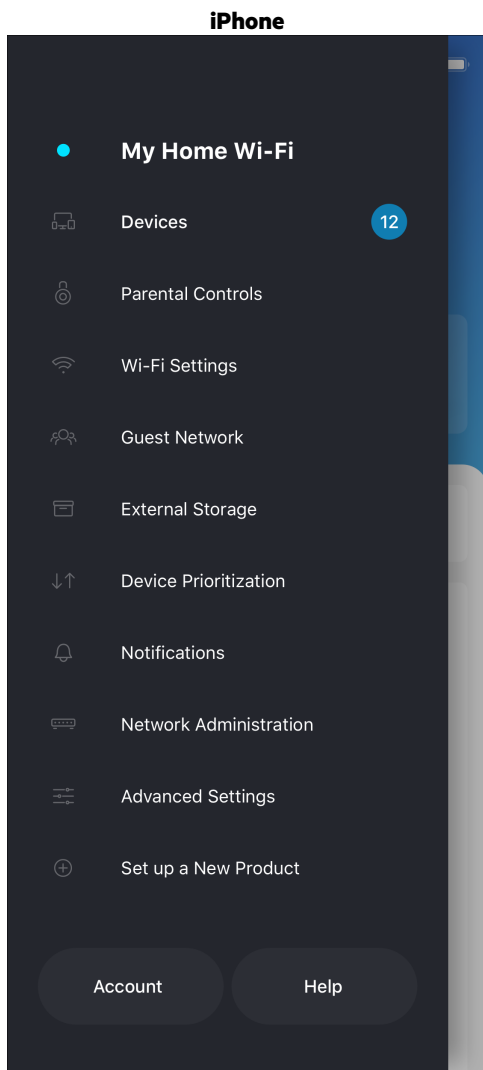 iPhone
My Home Wi-Fi
Devices 12
Parental Controls
Wi-Fi Settings
Guest Network
External Storage
Device Prioritization
Notifications
Network Administration
Advanced Settings
Set up a New Product
Account Help